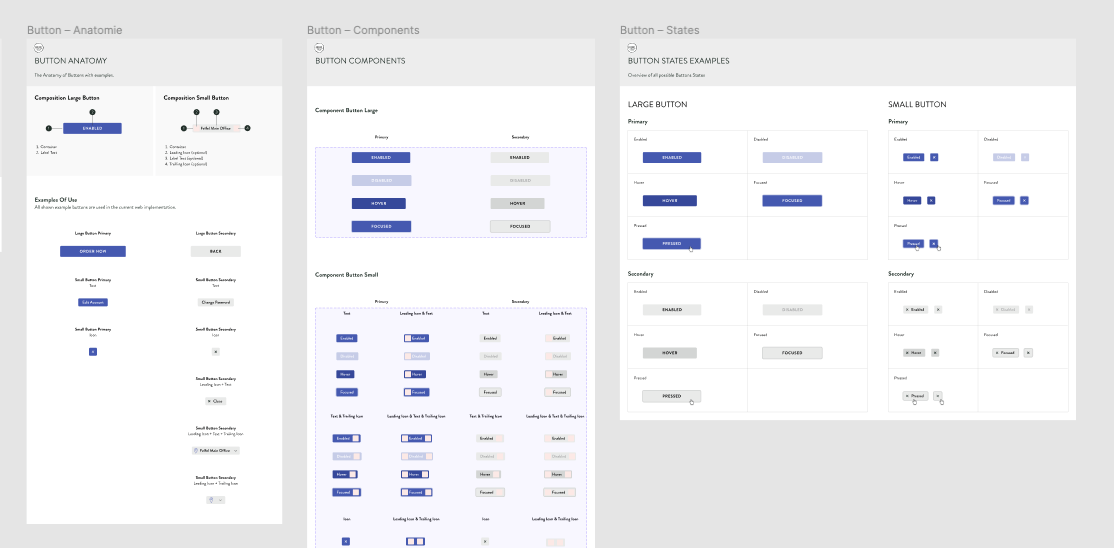 Button – Anatomie
BUTTON ANATOMY
The Anatomy of Buttons with examples.
Composition Large Button
ENABLED
1. Container
2. Label Text
Composition Small Button
Felfel Main Office
1. Container
2. Leading Icon (optional)
3. Label Text (optional)
4. Trailing Icon (optional)
Examples Of Use
All shown example buttons are used in the current web implementation.
Large Button Primary
ORDER NOW
Large Button Secondary
BACK
Small Button Primary
Text
Edit Account
Small Button Secondary
Text
Change Password
Small Button Primary
Icon
Small Button Secondary
Icon
Small Button Secondary
Leading Icon + Text
Close
Small Button Secondary
Leading Icon + Text + Trailing Icon
Felfel Main Office
Small Button Secondary
Leading Icon + Trailing Icon
Button – Components
BUTTON COMPONENTS
Component Button Large
Primary
Secondary
ENABLED
ENABLED
DISABLED
DISABLED
HOVER
HOVER
FOCUSED
FOCUSED
Component Button Small
Primary
Secondary
Text
Leading Icon & Text
Text
Leading Icon & Text
Enabled
Enabled
Enabled
Enabled
Disabled
Disabled
Disabled
Disabled
Hover
Hover
Hover
Hover
Focused
Focused
Focused
Focused
Text & Trailing Icon
Leading Icon & Text & Trailing Icon
Text & Trailing Icon
Leading Icon & Text & Trailing Icon
Enabled
Enabled
Enabled
Enabled
Disabled
Disabled
Disabled
Disabled
Hover
Hover
Hover
Hover
Focused
Focused
Focused
Focused
Icon
Leading Icon & Trailing Icon
Icon
Leading Icon & Trailing Icon
Button – States
BUTTON STATES EXAMPLES
Overview of all possible Buttons States
LARGE BUTTON
Primary
Enabled
ENABLED
Disabled
DISABLED
Hover
HOVER
Focused
FOCUSED
Pressed
PRESSED
Secondary
Enabled
ENABLED
Disabled
DISABLED
Hover
HOVER
Focused
FOCUSED
Pressed
PRESSED
SMALL BUTTON
Primary
Enabled
Enabled
Disabled
Disabled
Hover
Hover
Focused
Focused
Pressed
Pressed
Secondary
Enabled
Enabled
Disabled
Disabled
Hover
Hover
Focused
Focused
Pressed
Pressed